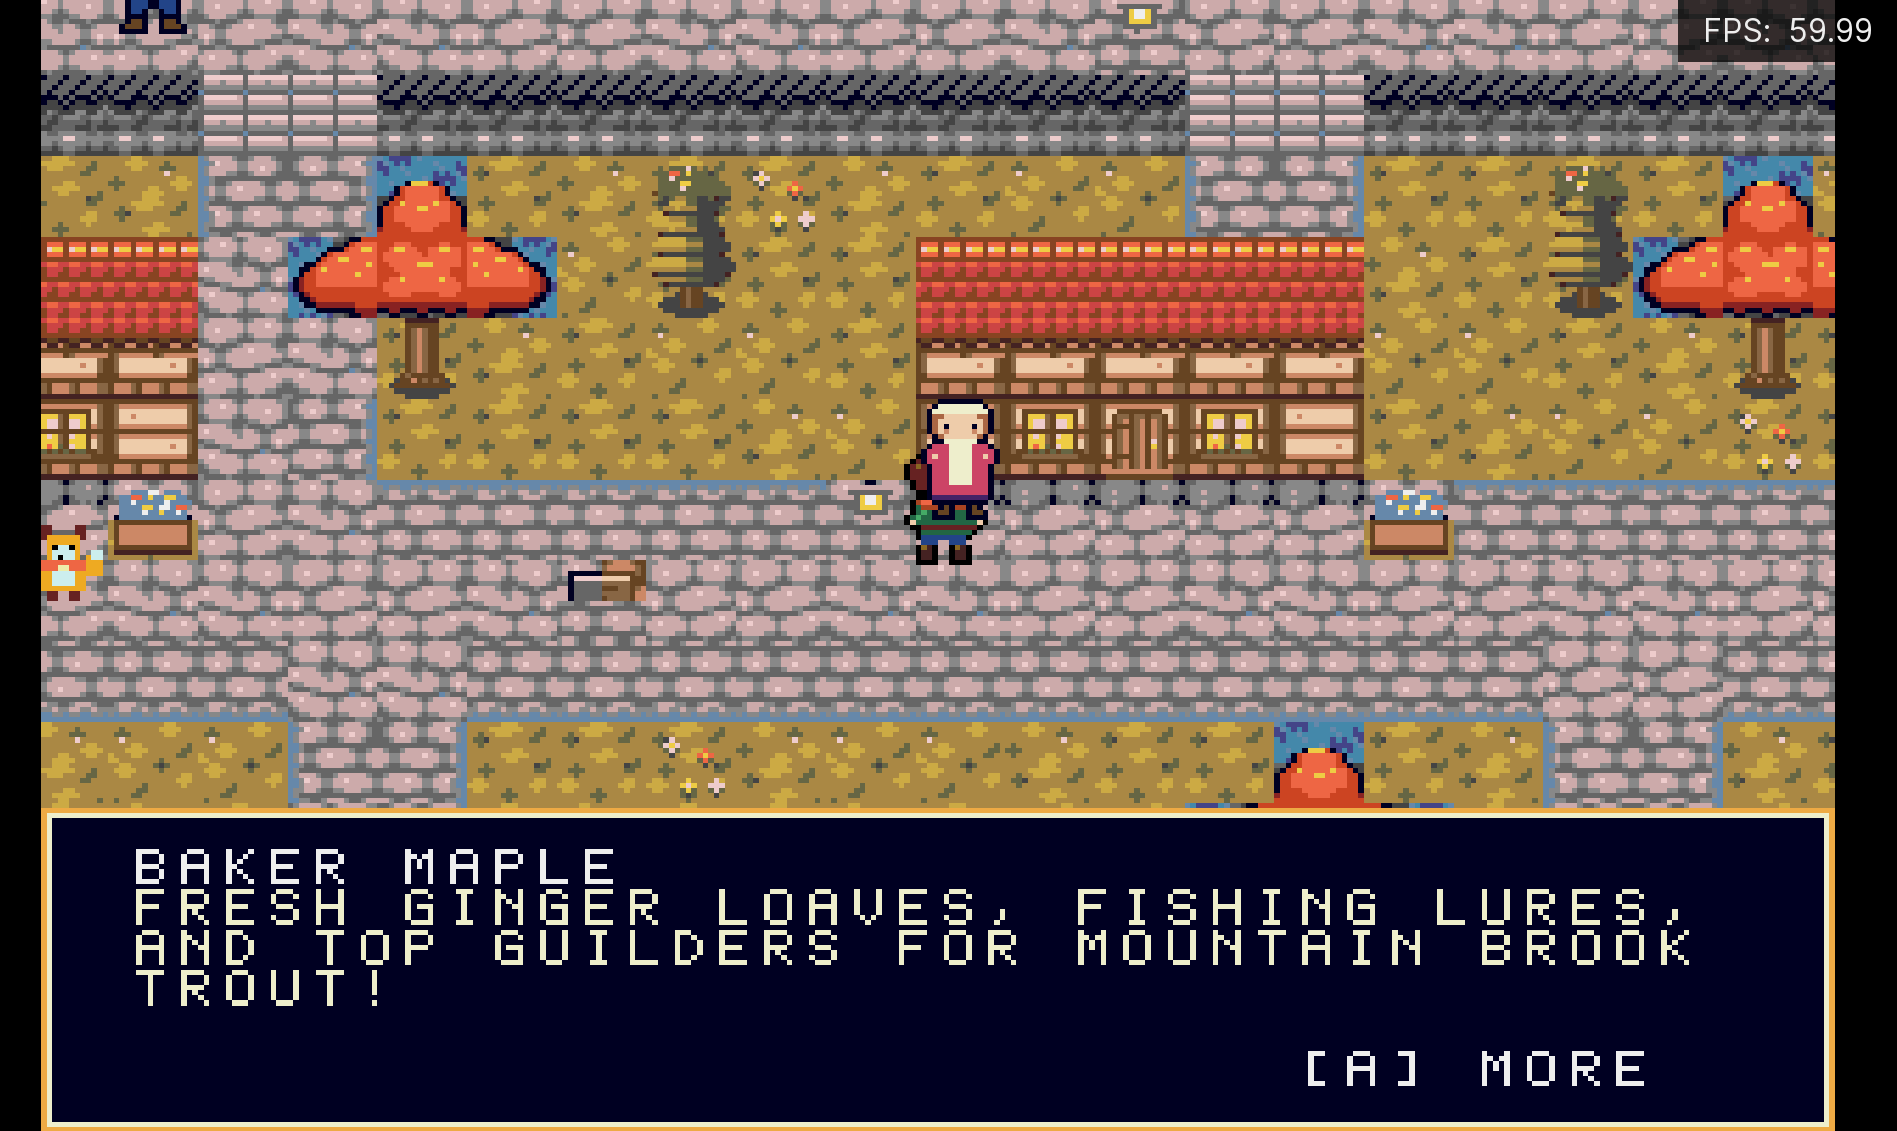 FPS: 59.99
BAKER MAPLE
FRESH GINGER LOAVES, FISHING LURES,
AND TOP GUILDERS FOR MOUNTAIN BROOK
TROUT!
[A] MORE